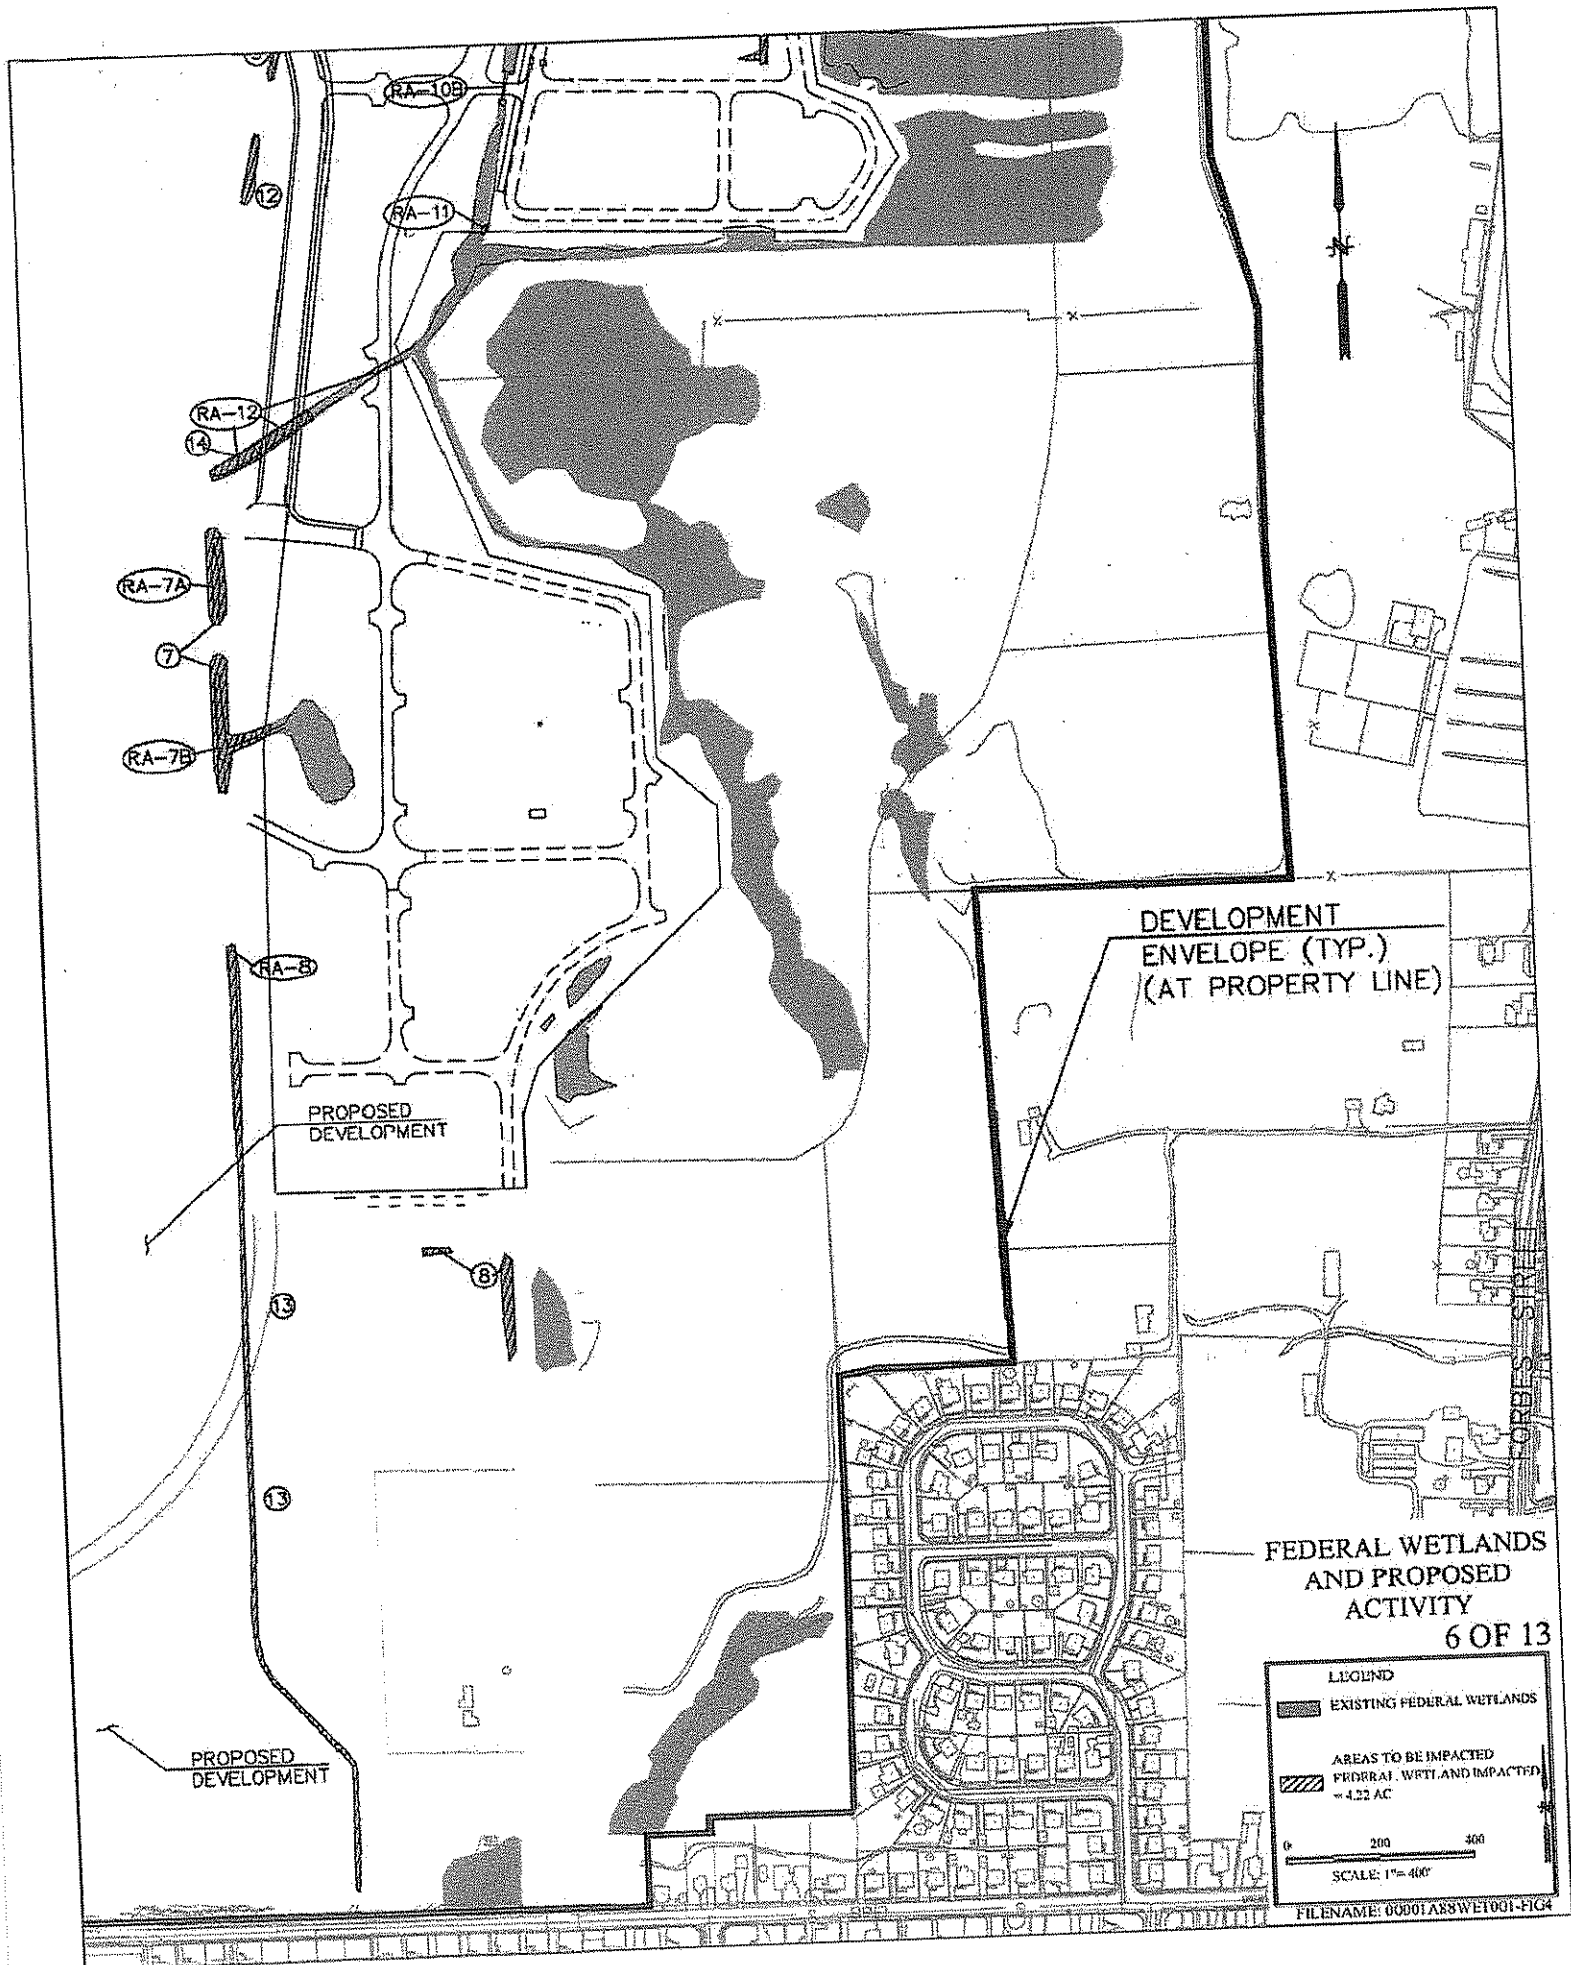 RA-10B
12
RA-11
N
X
X
RA-12
14
RA-7A
7
RA-7B
X
X
DEVELOPMENT
ENVELOPE (TYP.)
(AT PROPERTY LINE)
RA-8
PROPOSED
DEVELOPMENT
8
13
13
FORBES STREET
FEDERAL WETLANDS
AND PROPOSED
ACTIVITY
6 OF 13
LEGEND
EXISTING FEDERAL WETLANDS
AREAS TO BE IMPACTED
FEDERAL WETLAND IMPACTED
= 4.22 AC
0 200 400
SCALE: 1"= 400'
PROPOSED
DEVELOPMENT
FILENAME: 00001A88WET001-FIG4